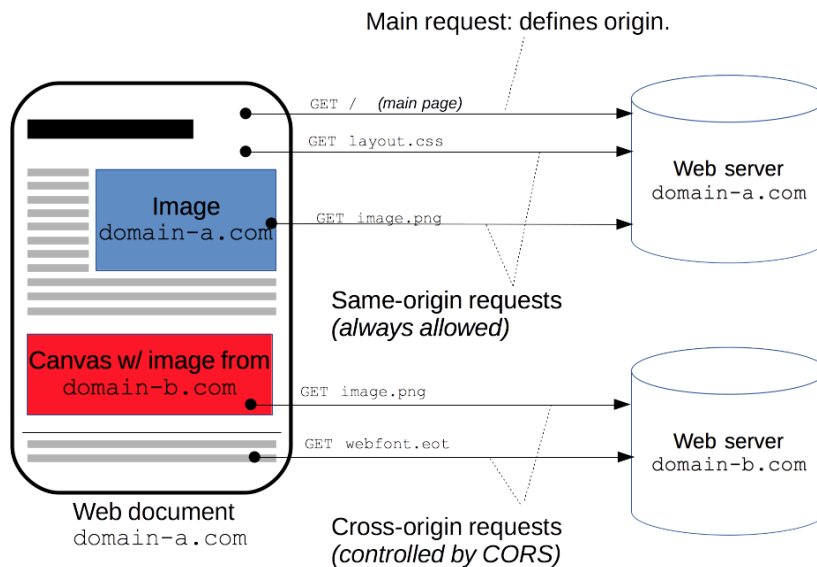 Main request: defines origin.
GET / (main page)
GET layout.css
Web server
domain-a.com
Image
domain-a.com
GET image.png
Same-origin requests
(always allowed)
Canvas w/ image from
domain-b.com
GET image.png
GET webfont.eot
Web server
domain-b.com
Web document
domain-a.com
Cross-origin requests
(controlled by CORS)